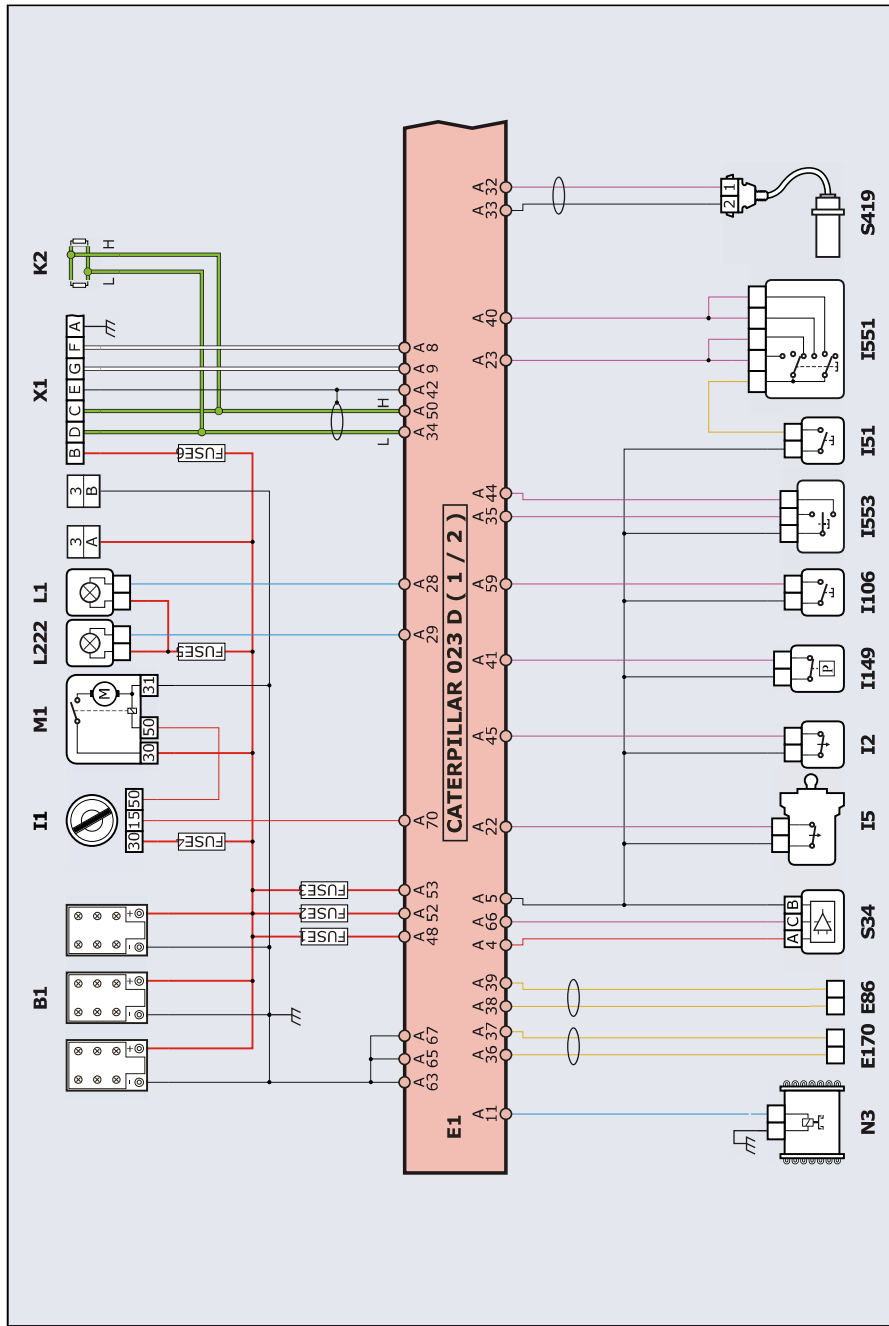 B1 I1 M1 L222 L1 X1 K2
- + - + - +
30 15 50
30 50 31
M
3 A
3 B
B D C E G F A
L H
FUSE1 FUSE2 FUSE3 FUSE4 FUSE5 FUSE6
L H
A 63 A 65 A 67 A 48 A 52 A 53 A 70 A 29 A 28 A 34 A 50 A 42 A 9 A 8
E1
CATERPILLAR 023 D ( 1 / 2 )
A 11 A 36 A 37 A 38 A 39 A 4 A 66 A 5 A 22 A 45 A 41 A 59 A 35 A 44 A 23 A 40 A 33 A 32
A C B
P
2 1
N3 E170 E86 S34 I5 I2 I149 I106 I553 I51 I551 S419